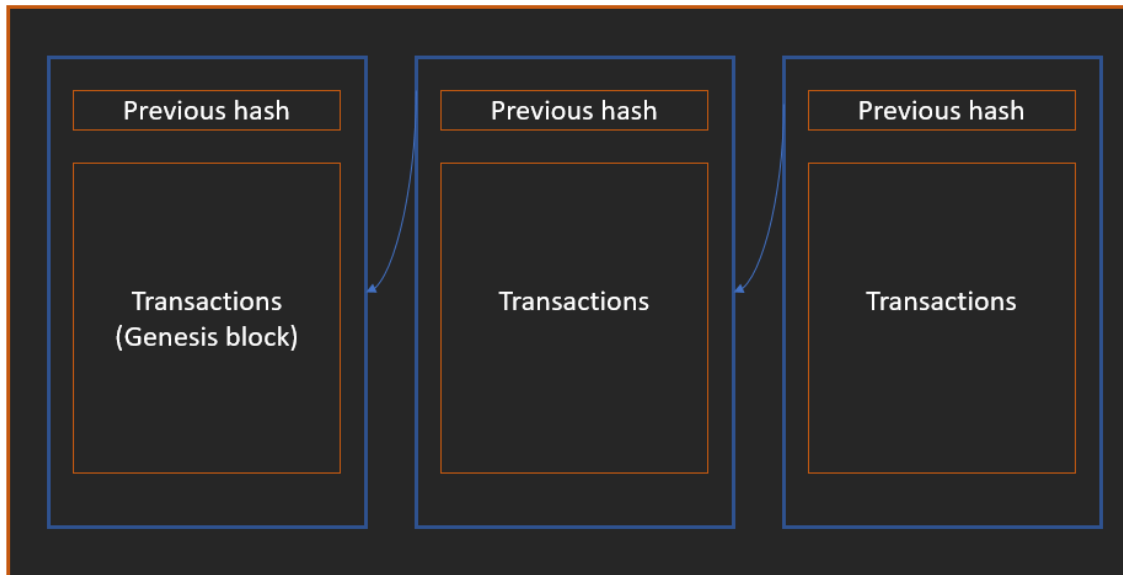 Previous hash
Transactions
(Genesis block)
Previous hash
Transactions
Previous hash
Transactions